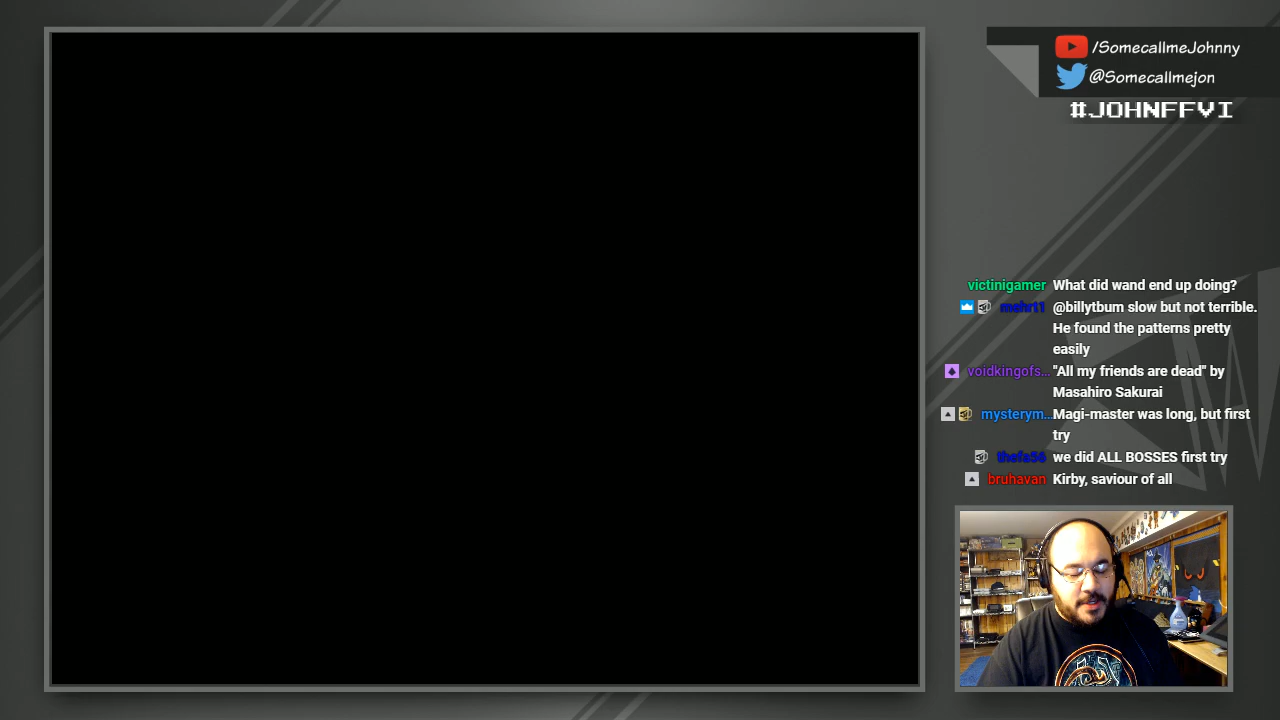 /SomecallmeJohnny
@Somecallmejon
#JOHNFFVI
victinigamer What did wand end up doing?
mehrt1 @billytbum slow but not terrible.
He found the patterns pretty
easily
voidkingofs... "All my friends are dead" by
Masahiro Sakurai
mysterym... Magi-master was long, but first
try
thefa56 we did ALL BOSSES first try
bruhavan Kirby, saviour of all